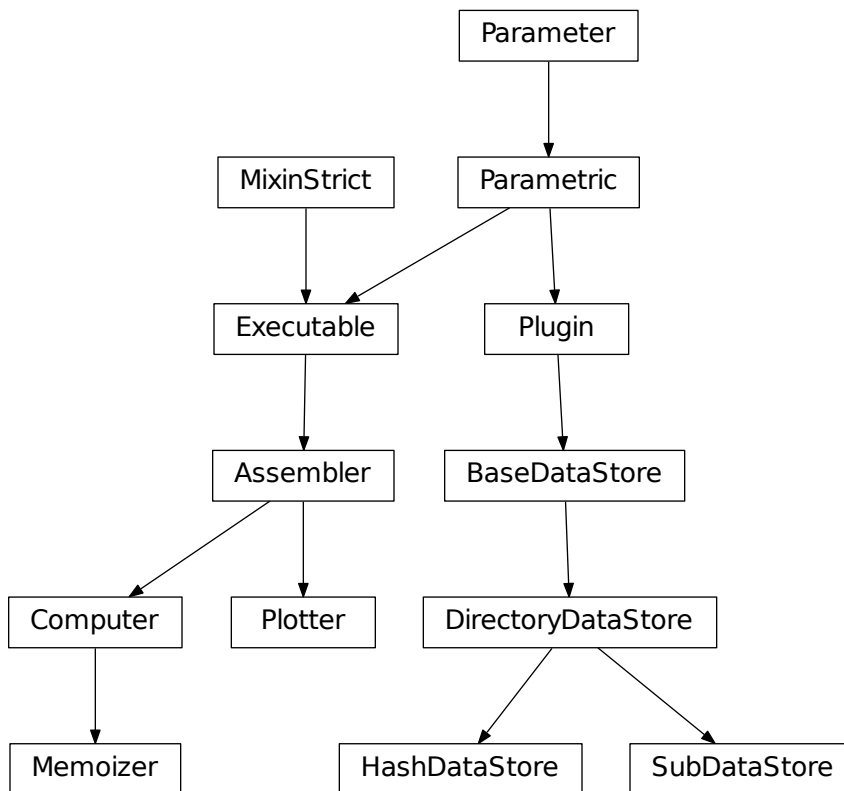 Parameter
MixinStrict
Parametric
Executable
Plugin
Assembler
BaseDataStore
Computer
Plotter
DirectoryDataStore
Memoizer
HashDataStore
SubDataStore